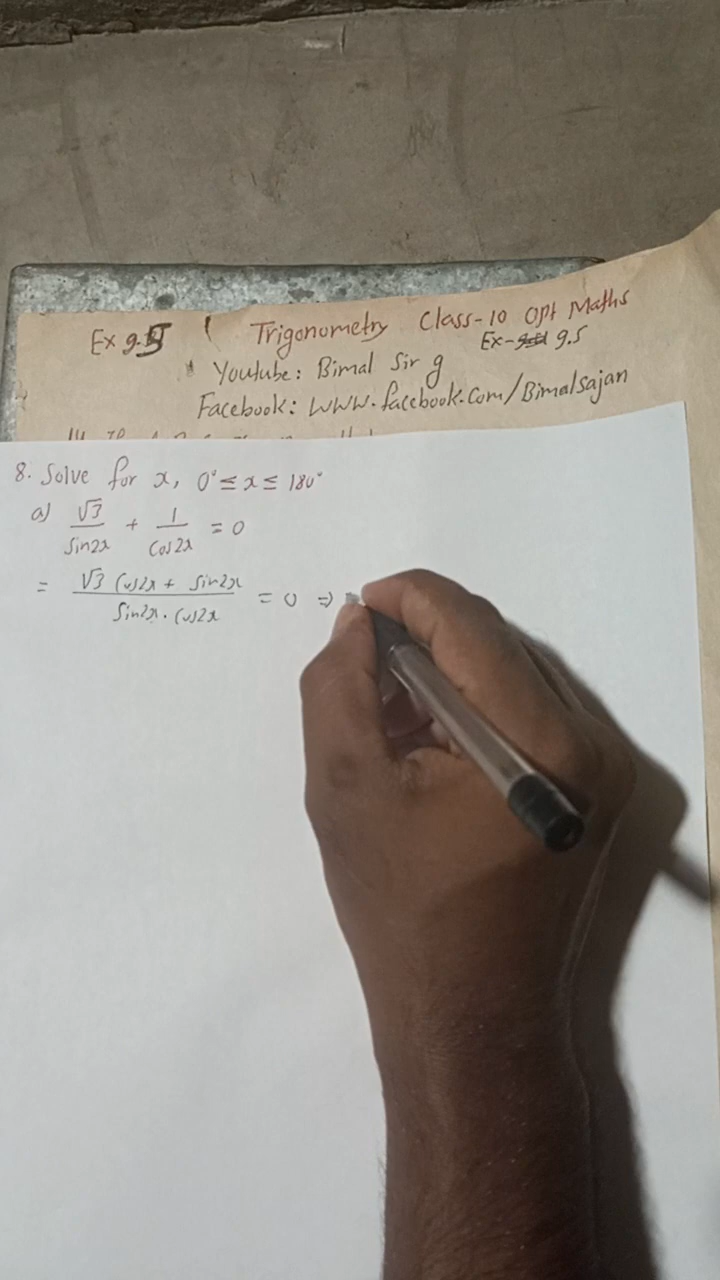 Ex 9.5 Trigonometry Class-10 Opt Maths
Ex- 9.5
Youtube: Bimal Sir g
Facebook: WWW.facebook.Com/Bimalsajan
8. Solve for x, 0° ≤ x ≤ 180°
a) √3/Sin2x + 1/Cos2x = 0
= (√3 Cos2x + Sin2x)/(Sin2x . Cos2x) = 0 ⇒